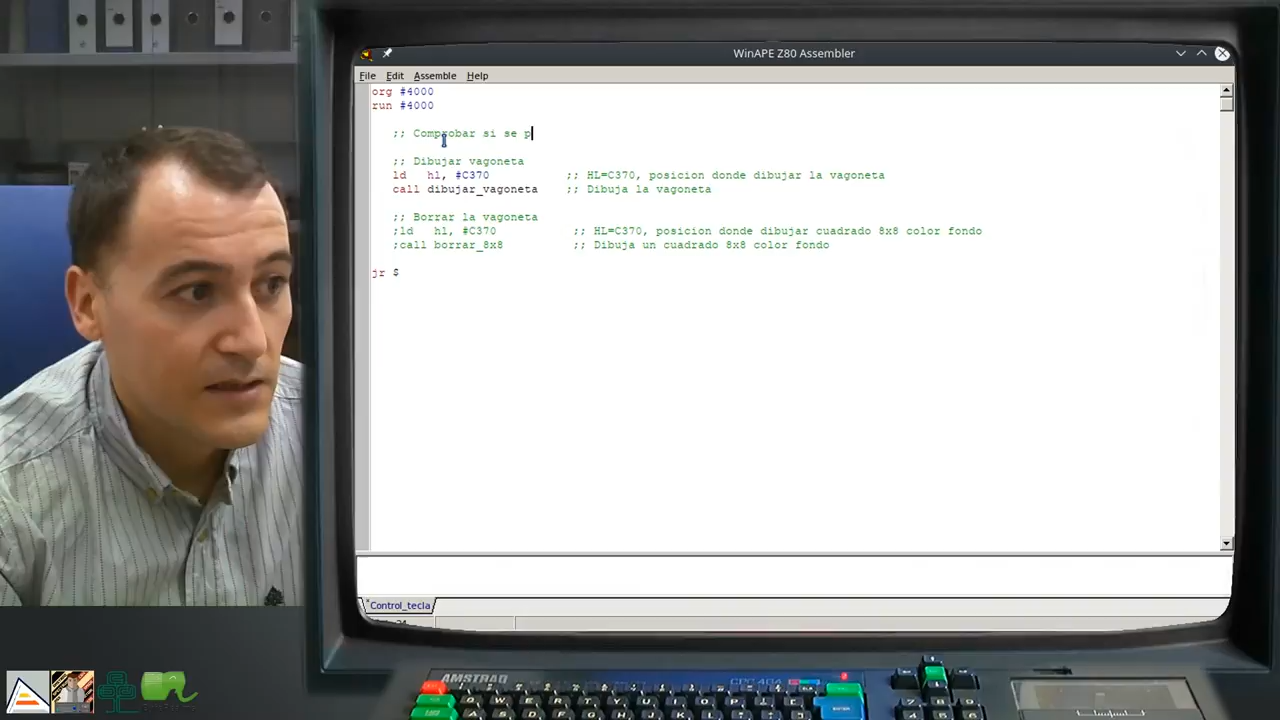 WinAPE Z80 Assembler
File Edit Assemble Help
org #4000
run #4000
;; Comprobar si se p
;; Dibujar vagoneta
ld hl, #C370 ;; HL=C370, posicion donde dibujar la vagoneta
call dibujar_vagoneta ;; Dibuja la vagoneta
;; Borrar la vagoneta
;ld hl, #C370 ;; HL=C370, posicion donde dibujar cuadrado 8x8 color fondo
;call borrar_8x8 ;; Dibuja un cuadrado 8x8 color fondo
jr $
*Control_tecla
AMSTRAD